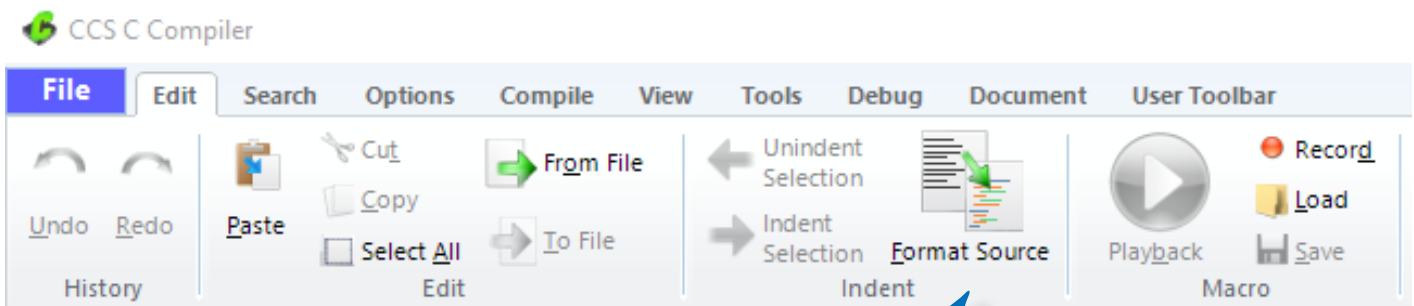 CCS C Compiler
File Edit Search Options Compile View Tools Debug Document User Toolbar
Undo Redo
History
Paste
Cut
Copy
Select All
From File
To File
Edit
Unindent
Selection
Indent
Selection
Format Source
Indent
Playback
Record
Load
Save
Macro